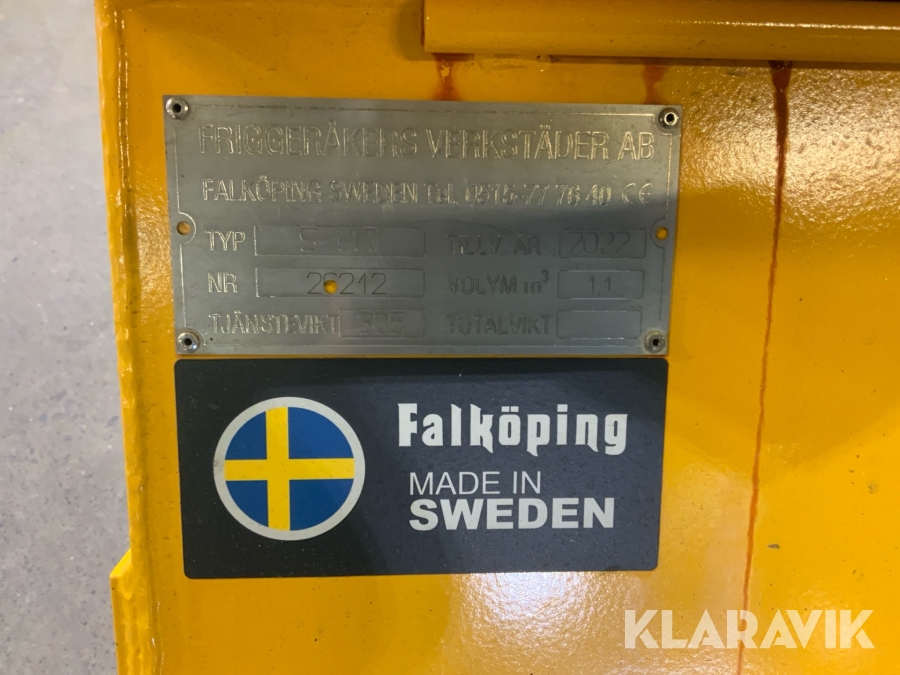 FRIGGERÅKERS VERKSTÄDER AB
FALKÖPING SWEDEN Tel. 0515-77 76 40 CE
TYP TILLV. ÅR 2022
NR 26212 VOLYM m³ 1,1
TJÄNSTEVIKT TOTALVIKT
Falköping
MADE IN
SWEDEN
KLARAVIK